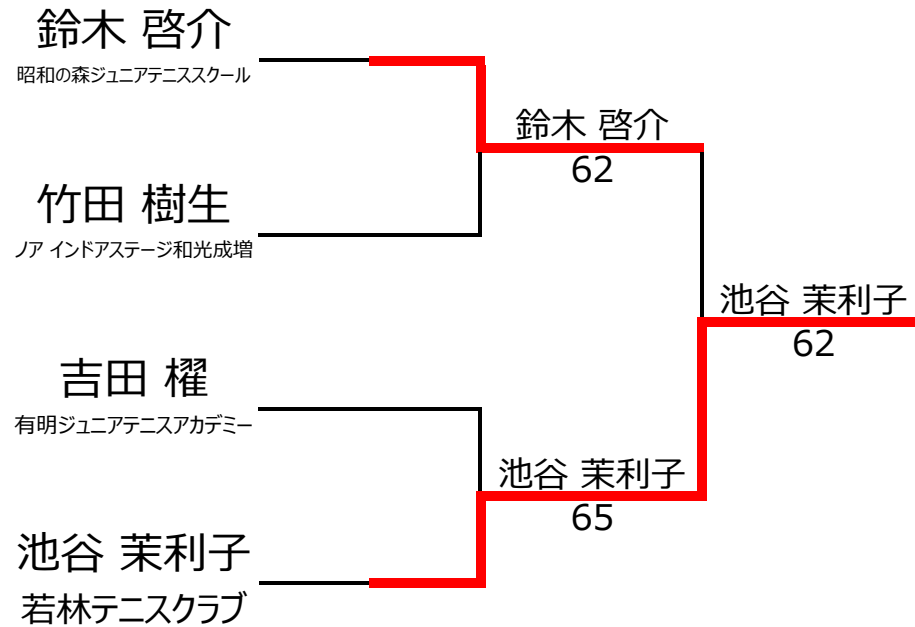 鈴木 啓介
昭和の森ジュニアテニススクール
鈴木 啓介
62
竹田 樹生
ノア インドアステージ和光成増
池谷 茉利子
62
吉田 櫂
有明ジュニアテニスアカデミー
池谷 茉利子
65
池谷 茉利子
若林テニスクラブ